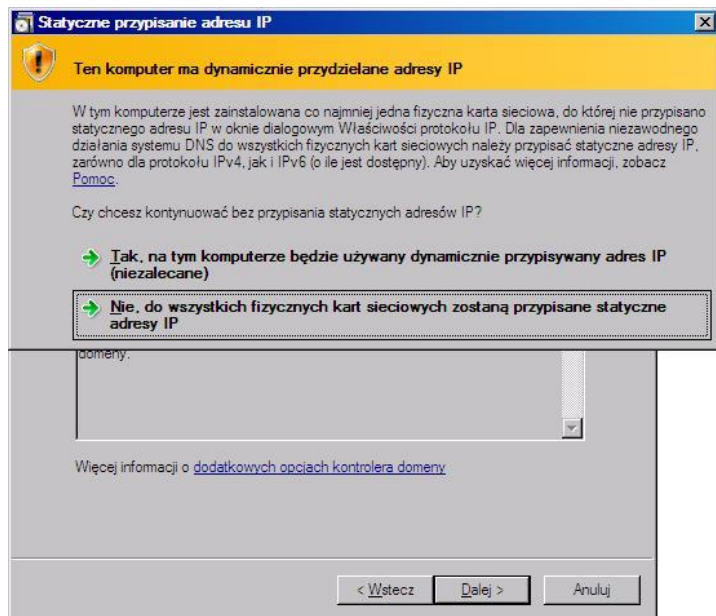 Statyczne przypisanie adresu IP
Ten komputer ma dynamicznie przydzielane adresy IP
W tym komputerze jest zainstalowana co najmniej jedna fizyczna karta sieciowa, do której nie przypisano
statycznego adresu IP w oknie dialogowym Właściwości protokołu IP. Dla zapewnienia niezawodnego
działania systemu DNS do wszystkich fizycznych kart sieciowych należy przypisać statyczne adresy IP,
zarówno dla protokołu IPv4, jak i IPv6 (o ile jest dostępny). Aby uzyskać więcej informacji, zobacz
Pomoc.
Czy chcesz kontynuować bez przypisania statycznych adresów IP?
Tak, na tym komputerze będzie używany dynamicznie przypisywany adres IP
(niezalecane)
Nie, do wszystkich fizycznych kart sieciowych zostaną przypisane statyczne
adresy IP
domeny.
Więcej informacji o dodatkowych opcjach kontrolera domeny
< Wstecz Dalej > Anuluj